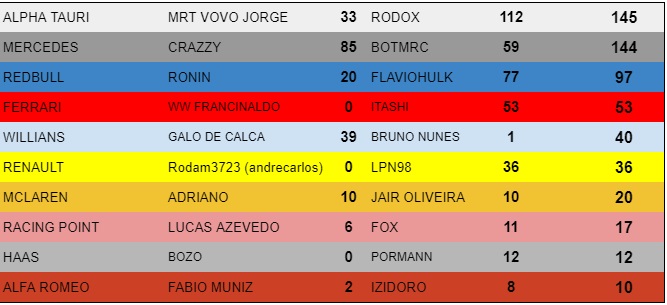 ALPHA TAURI MRT VOVO JORGE 33 RODOX 112 145
MERCEDES CRAZZY 85 BOTMRC 59 144
REDBULL RONIN 20 FLAVIOHULK 77 97
FERRARI WW FRANCINALDO 0 ITASHI 53 53
WILLIANS GALO DE CALCA 39 BRUNO NUNES 1 40
RENAULT Rodam3723 (andrecarlos) 0 LPN98 36 36
MCLAREN ADRIANO 10 JAIR OLIVEIRA 10 20
RACING POINT LUCAS AZEVEDO 6 FOX 11 17
HAAS BOZO 0 PORMANN 12 12
ALFA ROMEO FABIO MUNIZ 2 IZIDORO 8 10